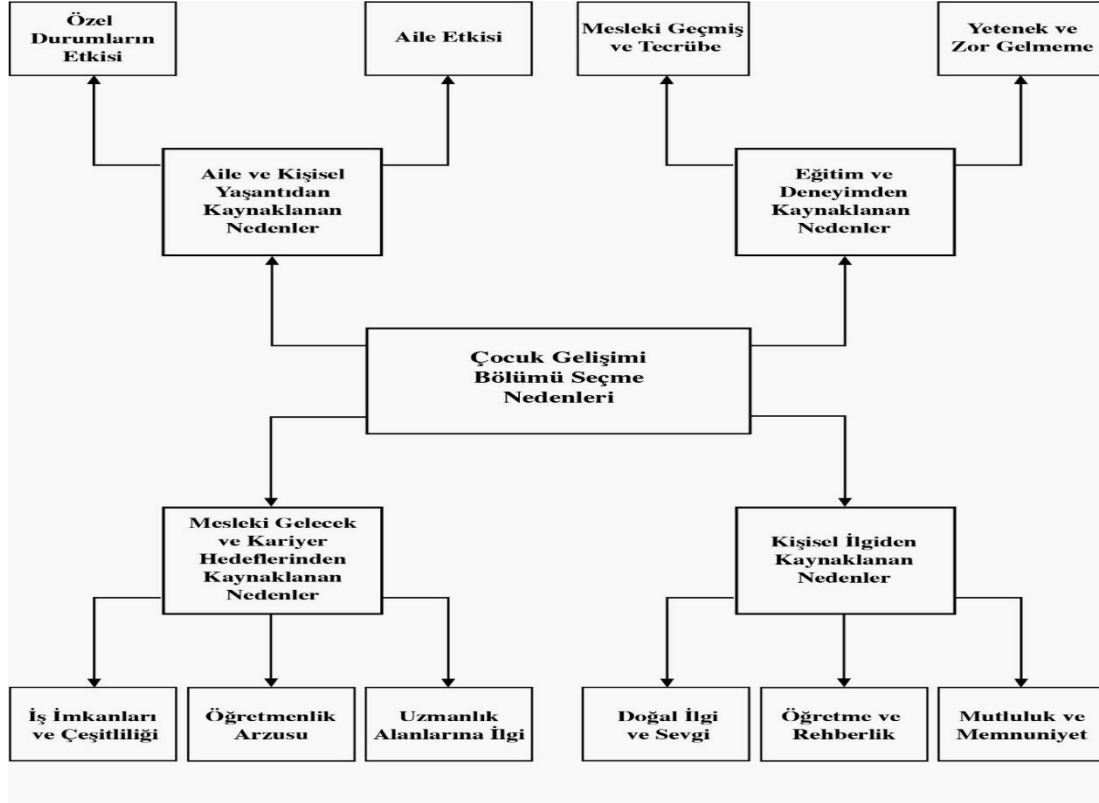 Özel
Durumların
Etkisi
Aile Etkisi
Mesleki Geçmiş
ve Tecrübe
Yetenek ve
Zor Gelmeme
Aile ve Kişisel
Yaşantıdan
Kaynaklanan
Nedenler
Eğitim ve
Deneyimden
Kaynaklanan
Nedenler
Çocuk Gelişimi
Bölümü Seçme
Nedenleri
Mesleki Gelecek
ve Kariyer
Hedeflerinden
Kaynaklanan
Nedenler
Kişisel İlgiden
Kaynaklanan
Nedenler
İş İmkanları
ve Çeşitliliği
Öğretmenlik
Arzusu
Uzmanlık
Alanlarına İlgi
Doğal İlgi
ve Sevgi
Öğretme ve
Rehberlik
Mutluluk ve
Memnuniyet